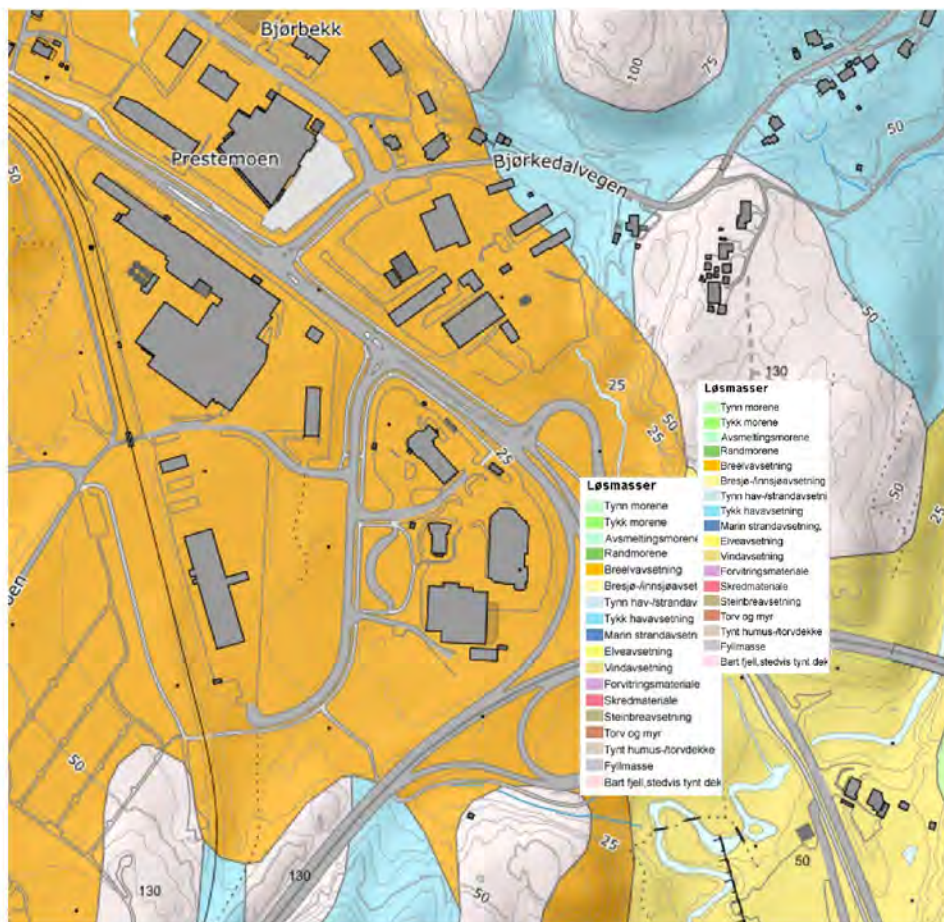 Bjørbekk
100
75
50
Prestemoen
Bjørkedalvegen
50
50
130
25
50
25
25
50
25
Løsmasser
Tynn morene
Tykk morene
Avsmeltingsmorene
Randmorene
Breelvavsetning
Bresjø-/innsjøavsetning
Tynn hav-/strandavsetni
Tykk havavsetning
Marin strandavsetning,
Elveavsetning
Vindavsetning
Forvitringsmateriale
Skredmateriale
Steinbreavsetning
Torv og myr
Tynt humus-/torvdekke
Fyllmasse
Bart fjell,stedvis tynt dek
Løsmasser
Tynn morene
Tykk morene
Avsmeltingsmorene
Randmorene
Breelvavsetning
Bresjø-/innsjøavset
Tynn hav-/strandav
Tykk havavsetning
Marin strandavsetn
Elveavsetning
Vindavsetning
Forvitringsmateriale
Skredmateriale
Steinbreavsetning
Torv og myr
Tynt humus-/torvdekke
Fyllmasse
Bart fjell,stedvis tynt dek
50
25
50
130
130
50